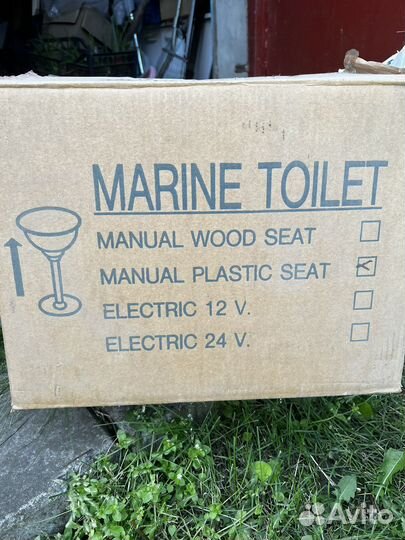 MARINE TOILET
MANUAL WOOD SEAT
MANUAL PLASTIC SEAT
ELECTRIC 12 V.
ELECTRIC 24 V.
Avito